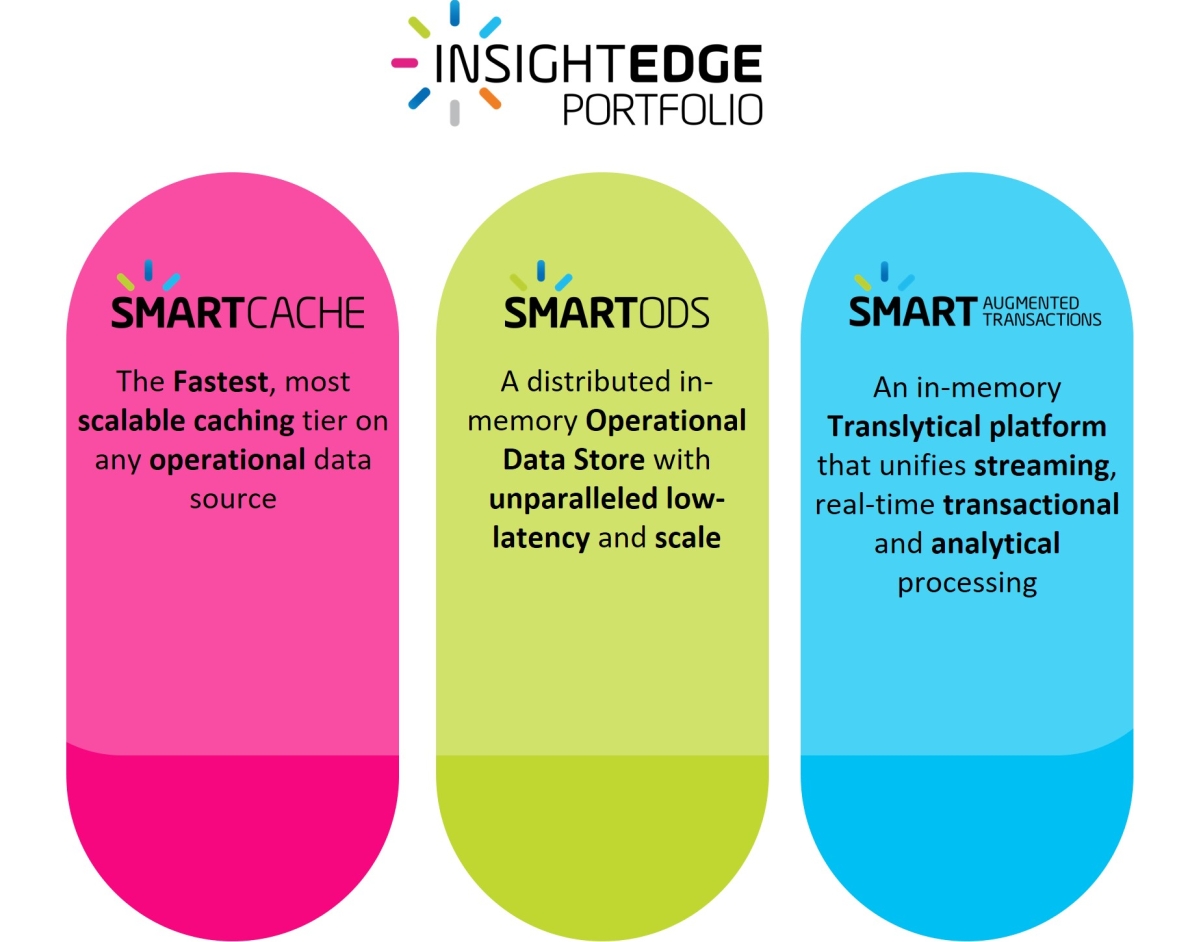 INSIGHTEDGE
PORTFOLIO
SMARTCACHE
The Fastest, most
scalable caching tier on
any operational data
source
SMARTODS
A distributed in-
memory Operational
Data Store with
unparalleled low-
latency and scale
SMART AUGMENTED
TRANSACTIONS
An in-memory
Translytical platform
that unifies streaming,
real-time transactional
and analytical
processing